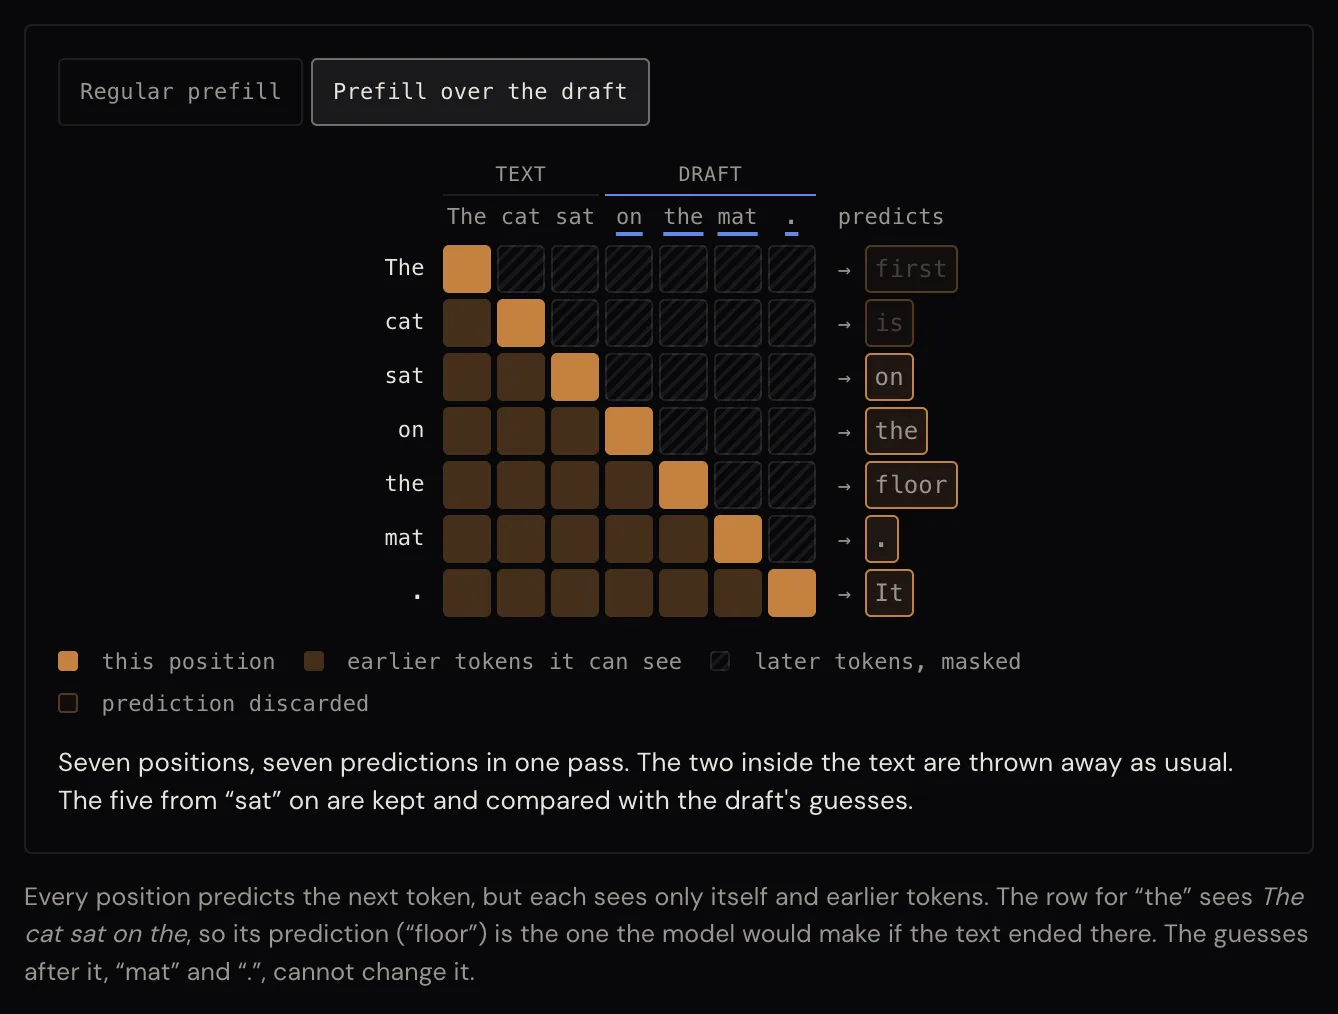 Regular prefill Prefill over the draft
TEXT DRAFT
The cat sat on the mat . predicts
The → first
cat → is
sat → on
on → the
the → floor
mat → .
. → It
this position earlier tokens it can see later tokens, masked
prediction discarded
Seven positions, seven predictions in one pass. The two inside the text are thrown away as usual.
The five from “sat” on are kept and compared with the draft's guesses.
Every position predicts the next token, but each sees only itself and earlier tokens. The row for “the” sees The
cat sat on the, so its prediction (“floor”) is the one the model would make if the text ended there. The guesses
after it, “mat” and “.”, cannot change it.